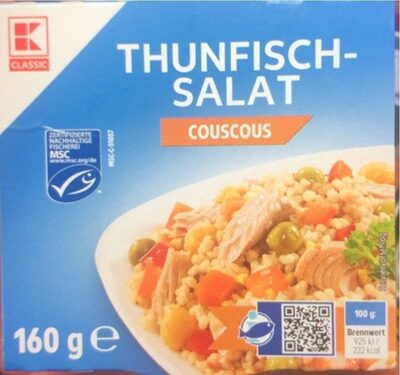 K
CLASSIC
THUNFISCH-
SALAT
COUSCOUS
ZERTIFIZIERTE
NACHHALTIGE
FISCHEREI
MSC
www.msc.org/de
MSC-C-51057
Serviervorschlag
160 g e
100 g:
Brennwert
925 kJ /
222 kcal